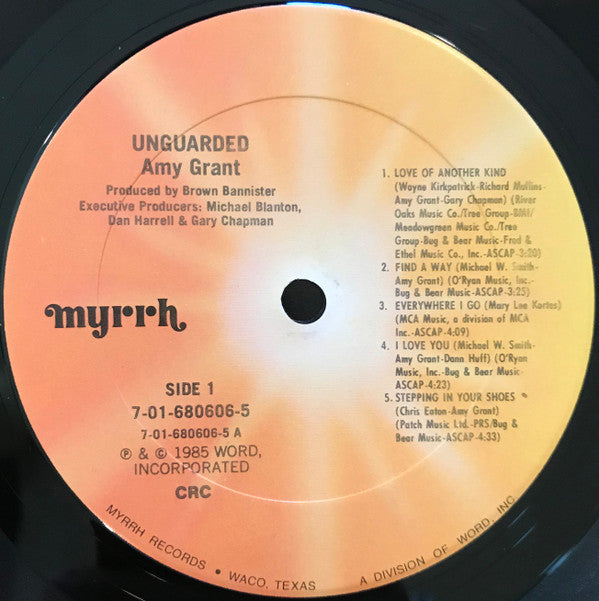 UNGUARDED
Amy Grant
Produced by Brown Bannister
Executive Producers: Michael Blanton,
Dan Harrell & Gary Chapman
myrrh
SIDE 1
7-01-680606-5
7-01-680606-5 A
℗ & © 1985 WORD,
INCORPORATED
CRC
1. LOVE OF ANOTHER KIND
(Wayne Kirkpatrick-Richard Mullins-
Amy Grant-Gary Chapman) (River
Oaks Music Co./Tree Group-BMI/
Meadowgreen Music Co./Tree
Group-Bug & Bear Music-Fred &
Ethel Music Co., Inc.-ASCAP-3:20)
2. FIND A WAY (Michael W. Smith-
Amy Grant) (O'Ryan Music, Inc.-
Bug & Bear Music-3:25)
3. EVERYWHERE I GO (Mary Lee Kortes)
(MCA Music, a division of MCA
Inc.-ASCAP-4:09)
4. I LOVE YOU (Michael W. Smith-
Amy Grant-Dann Huff) (O'Ryan
Music, Inc.-Bug & Bear Music-
ASCAP-4:23)
5. STEPPING IN YOUR SHOES
(Chris Eaton-Amy Grant)
(Patch Music Ltd.-PRS/Bug &
Bear Music-ASCAP-4:33)
MYRRH RECORDS • WACO, TEXAS A DIVISION OF WORD, INC.